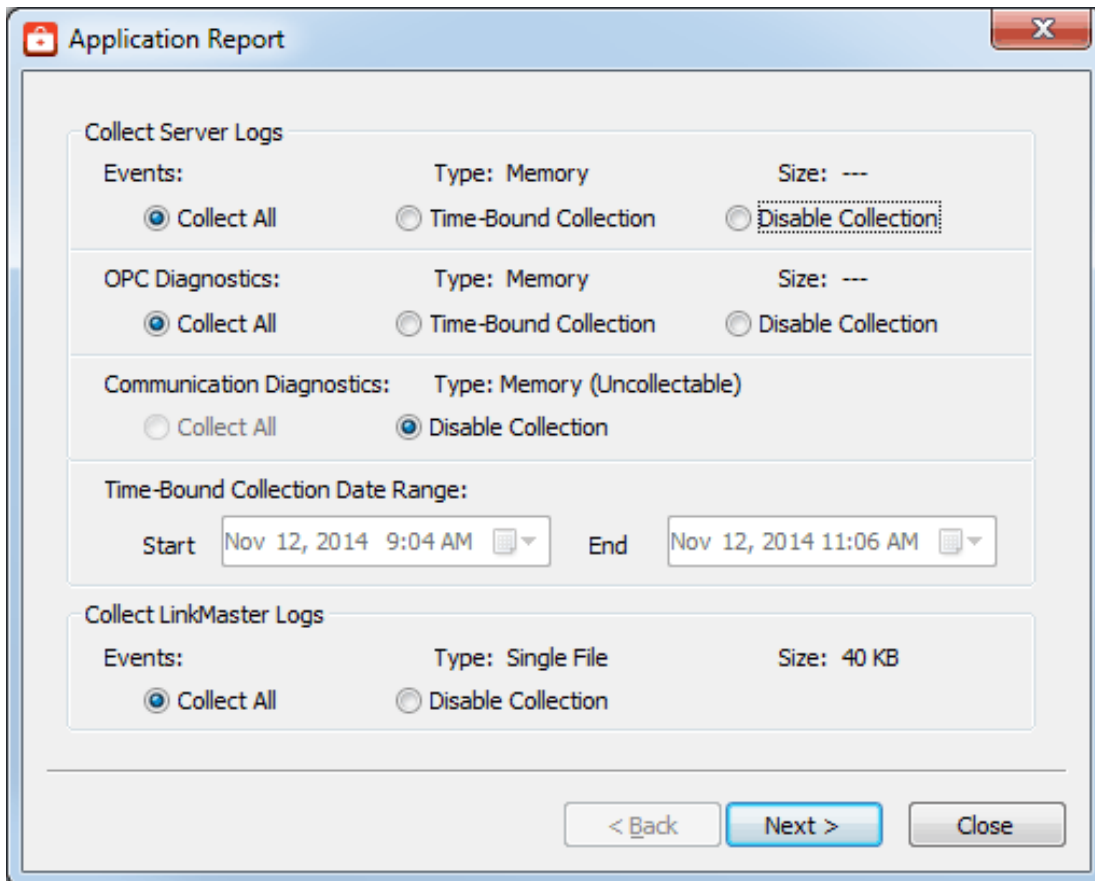 Application Report
Collect Server Logs
Events: Type: Memory Size: ---
Collect All Time-Bound Collection Disable Collection
OPC Diagnostics: Type: Memory Size: ---
Collect All Time-Bound Collection Disable Collection
Communication Diagnostics: Type: Memory (Uncollectable)
Collect All Disable Collection
Time-Bound Collection Date Range:
Start Nov 12, 2014 9:04 AM End Nov 12, 2014 11:06 AM
Collect LinkMaster Logs
Events: Type: Single File Size: 40 KB
Collect All Disable Collection
< Back Next > Close